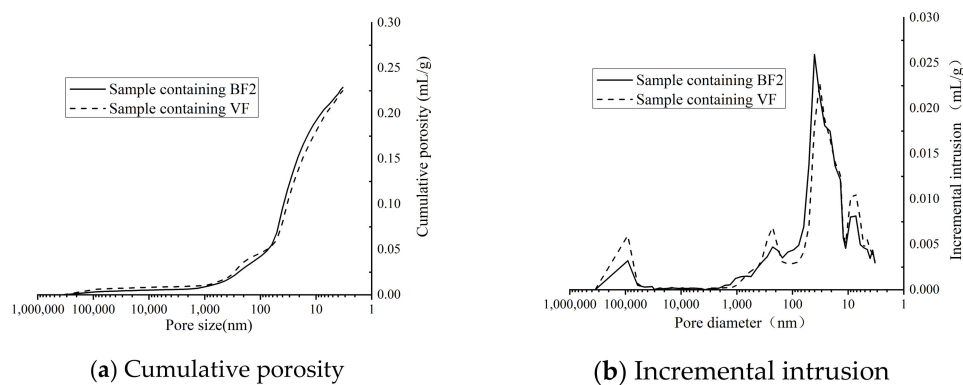 0.30
0.25
0.20
0.15
0.10
0.05
0.00
Cumulative porosity (mL/g)
Sample containing BF2
Sample containing VF
1,000,000 100,000 10,000 1,000 100 10 1
Pore size(nm)
(a) Cumulative porosity
0.030
0.025
0.020
0.015
0.010
0.005
0.000
Incremental intrusion（mL/g）
Sample containing BF2
Sample containing VF
1,000,000 100,000 10,000 1,000 100 10 1
Pore diameter（nm）
(b) Incremental intrusion